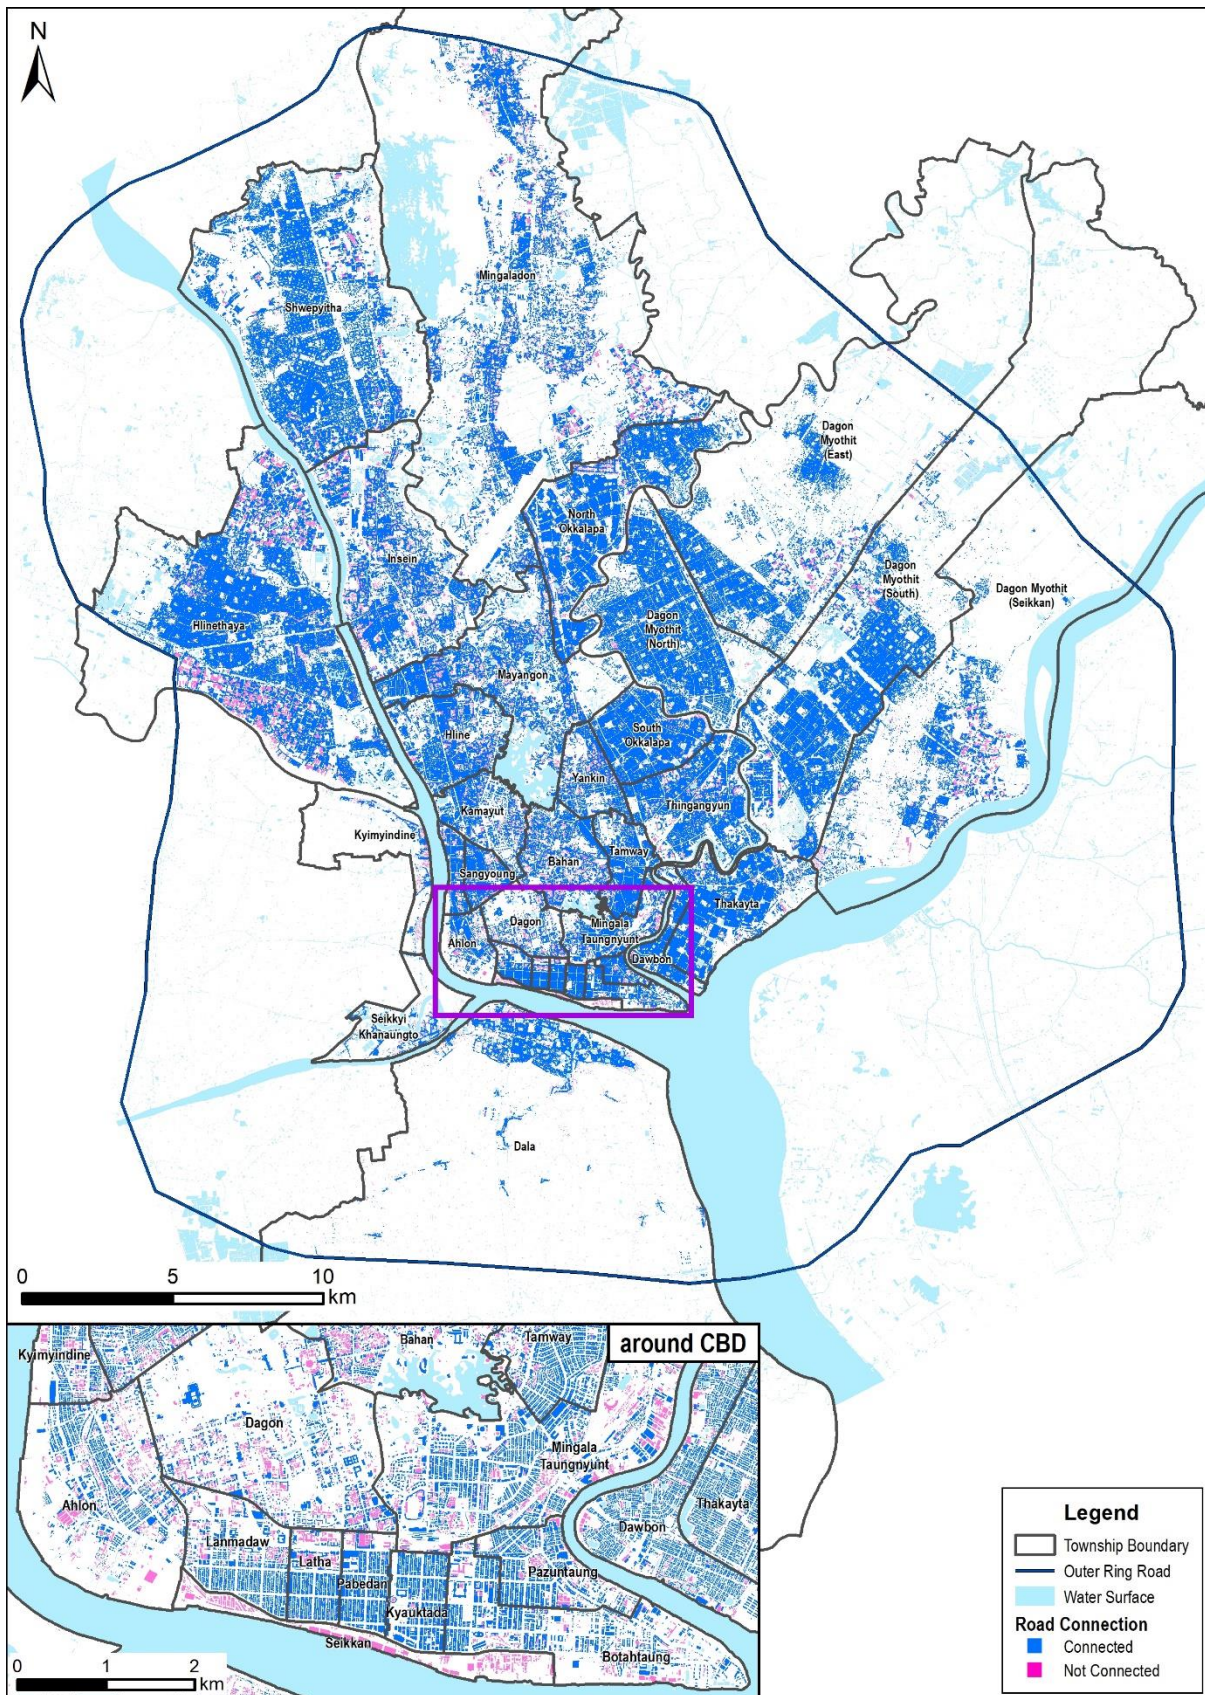 N
Mingaladon
Shwepyitha
Dagon
Myothit
(East)
North
Okkalapa
Insein
Dagon
Myothit
(South)
Dagon Myothit
(Seikkan)
Hlinethaya
Dagon
Myothit
(North)
Mayangon
Hline
South
Okkalapa
Yankin
Thingangyun
Kamayut
Kyimyindine
Bahan
Tamway
Sangyoung
Thakayta
Dagon
Mingala
Taungnyunt
Ahlon
Dawbon
Seikkyi
Khanaungto
Dala
0 5 10
km
around CBD
Kyimyindine
Bahan
Tamway
Dagon
Mingala
Taungnyunt
Ahlon
Thakayta
Lanmadaw
Dawbon
Latha
Pabedan
Pazuntaung
Kyauktada
Seikkan
Botahtaung
0 1 2
km
Legend
Township Boundary
Outer Ring Road
Water Surface
Road Connection
Connected
Not Connected